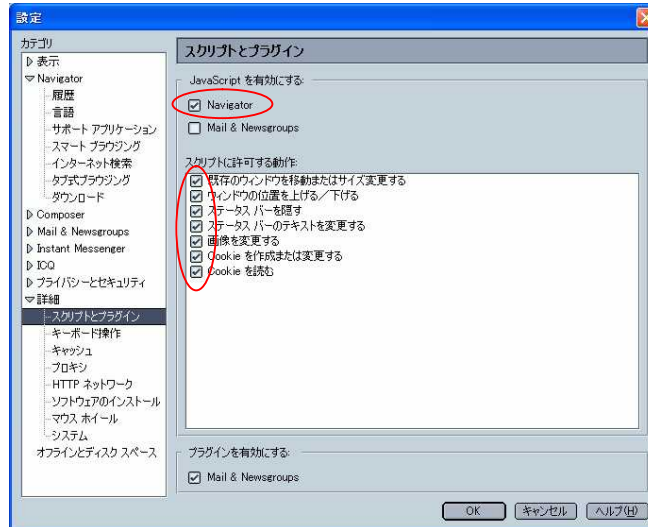 設定
カテゴリ
表示
Navigator
履歴
言語
サポート アプリケーション
スマート ブラウジング
インターネット検索
タブ式ブラウジング
ダウンロード
Composer
Mail & Newsgroups
Instant Messenger
ICQ
プライバシーとセキュリティ
詳細
スクリプトとプラグイン
キーボード操作
キャッシュ
プロキシ
HTTP ネットワーク
ソフトウェアのインストール
マウス ホイール
システム
オフラインとディスク スペース
スクリプトとプラグイン
JavaScript を有効にする:
Navigator
Mail & Newsgroups
スクリプトに許可する動作:
既存のウィンドウを移動またはサイズ変更する
ウィンドウの位置を上げる/下げる
ステータス バーを隠す
ステータス バーのテキストを変更する
画像を変更する
Cookie を作成または変更する
Cookie を読む
プラグインを有効にする:
Mail & Newsgroups
OK
キャンセル
ヘルプ(H)